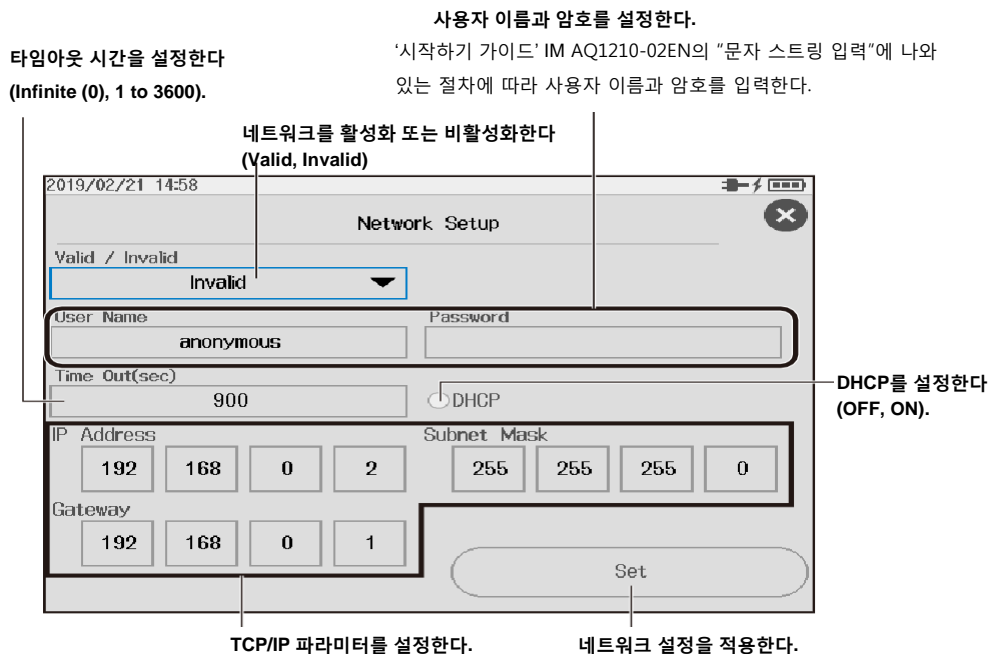 사용자 이름과 암호를 설정한다.
‘시작하기 가이드’ IM AQ1210-02EN의 "문자 스트링 입력"에 나와
있는 절차에 따라 사용자 이름과 암호를 입력한다.
타임아웃 시간을 설정한다
(Infinite (0), 1 to 3600).
네트워크를 활성화 또는 비활성화한다
(Valid, Invalid)
2019/02/21 14:58
Network Setup
Valid / Invalid
Invalid
User Name
Password
anonymous
Time Out(sec)
900
DHCP
DHCP를 설정한다
(OFF, ON).
IP Address
Subnet Mask
192 168 0 2
255 255 255 0
Gateway
192 168 0 1
Set
TCP/IP 파라미터를 설정한다.
네트워크 설정을 적용한다.